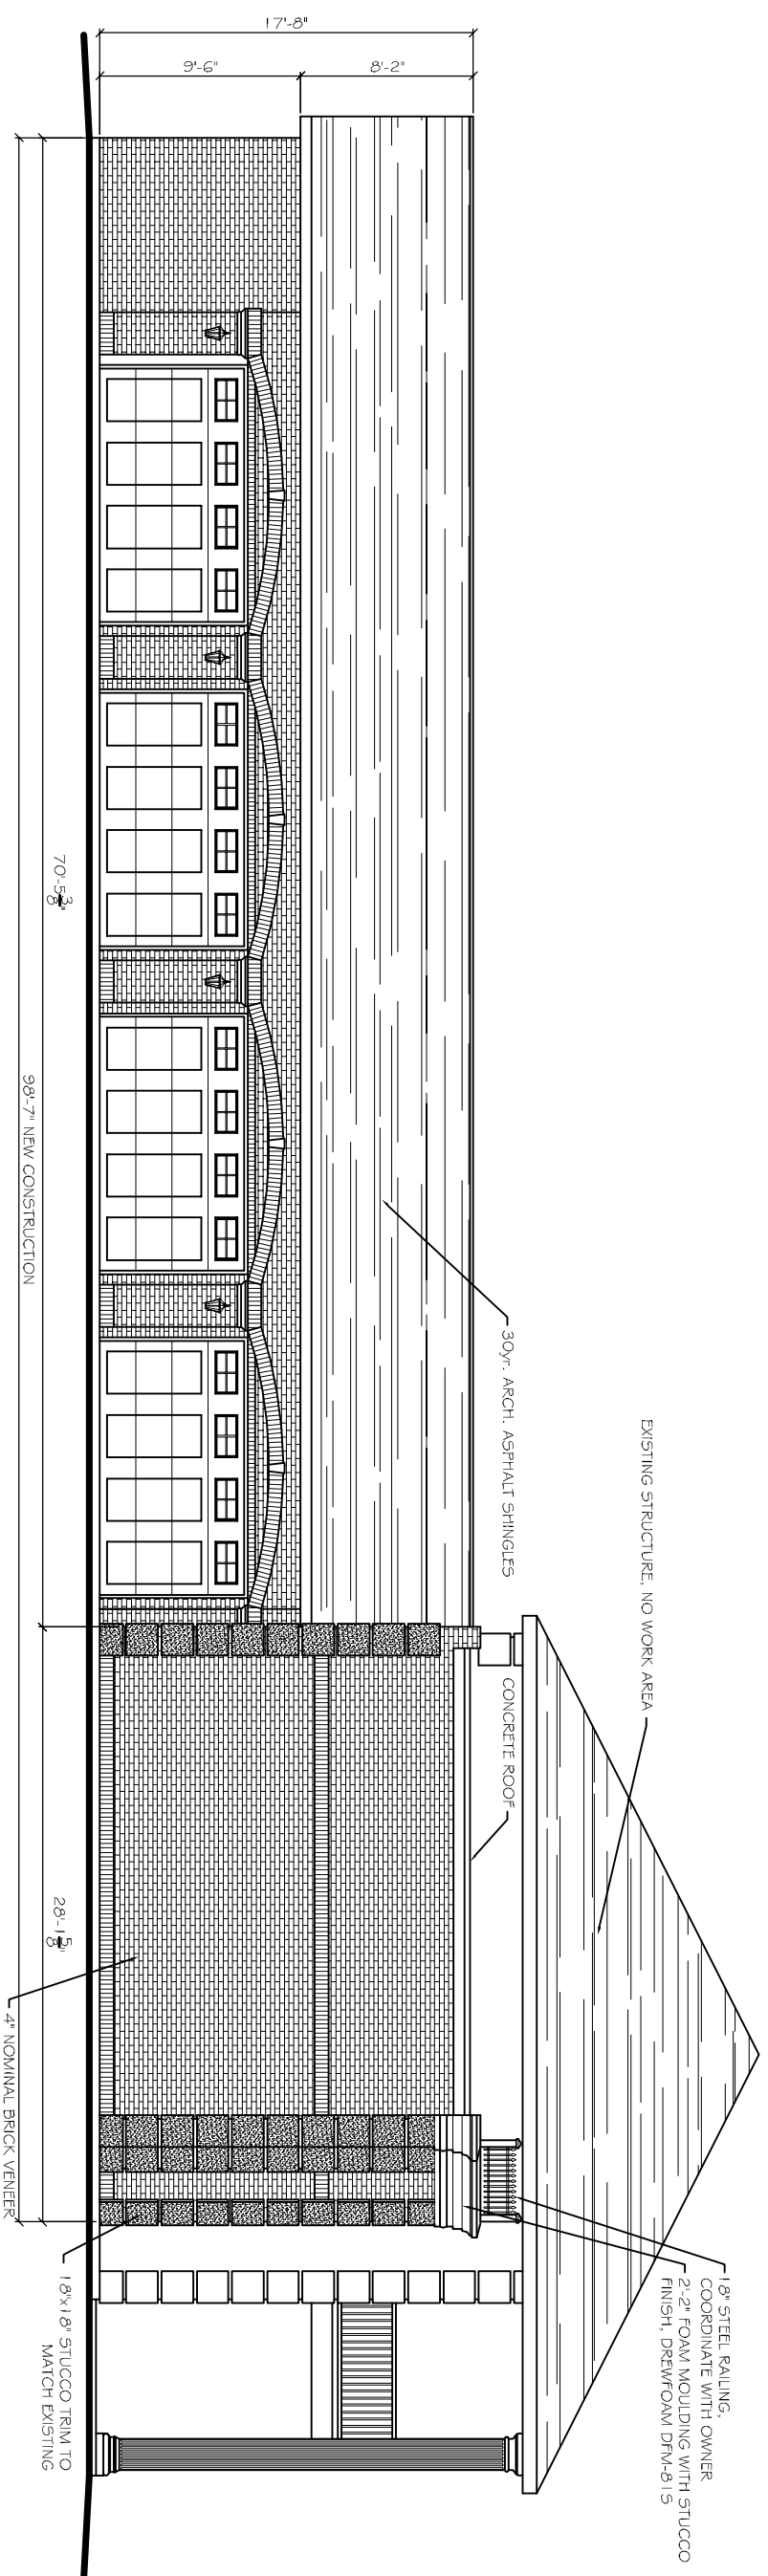 17'-8"
9'-6"
8'-2"
EXISTING STRUCTURE, NO WORK AREA
30yr. ARCH. ASPHALT SHINGLES
CONCRETE ROOF
18" STEEL RAILING,
COORDINATE WITH OWNER
2'-2" FOAM MOULDING WITH STUCCO
FINISH, DREWFOAM DFM-81S
70'-5 3/8"
28'-1 5/8"
98'-7" NEW CONSTRUCTION
4" NOMINAL BRICK VENEER
18"x18" STUCCO TRIM TO
MATCH EXISTING